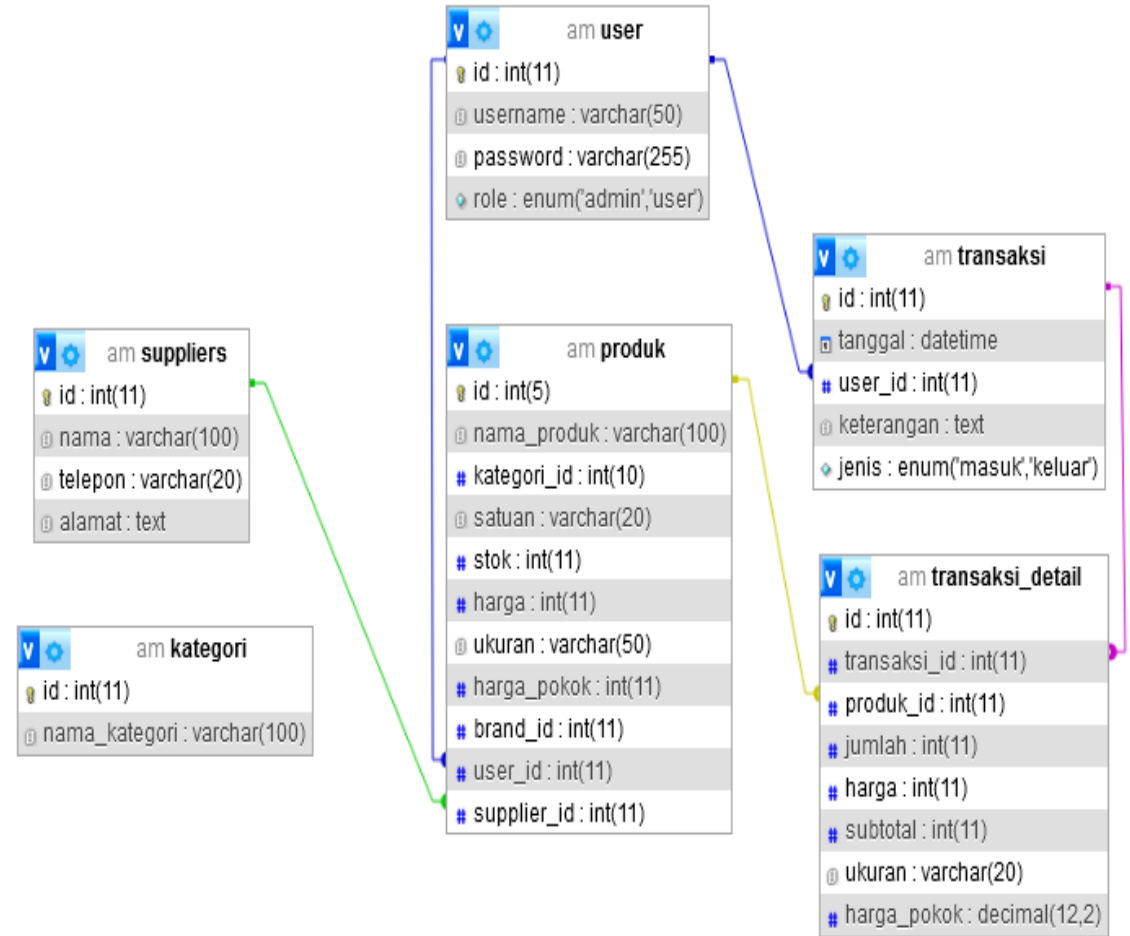 am user
id : int(11)
username : varchar(50)
password : varchar(255)
role : enum('admin','user')
am transaksi
id : int(11)
tanggal : datetime
user_id : int(11)
keterangan : text
jenis : enum('masuk','keluar')
am suppliers
id : int(11)
nama : varchar(100)
telepon : varchar(20)
alamat : text
am produk
id : int(5)
nama_produk : varchar(100)
kategori_id : int(10)
satuan : varchar(20)
stok : int(11)
harga : int(11)
ukuran : varchar(50)
harga_pokok : int(11)
brand_id : int(11)
user_id : int(11)
supplier_id : int(11)
am kategori
id : int(11)
nama_kategori : varchar(100)
am transaksi_detail
id : int(11)
transaksi_id : int(11)
produk_id : int(11)
jumlah : int(11)
harga : int(11)
subtotal : int(11)
ukuran : varchar(20)
harga_pokok : decimal(12,2)